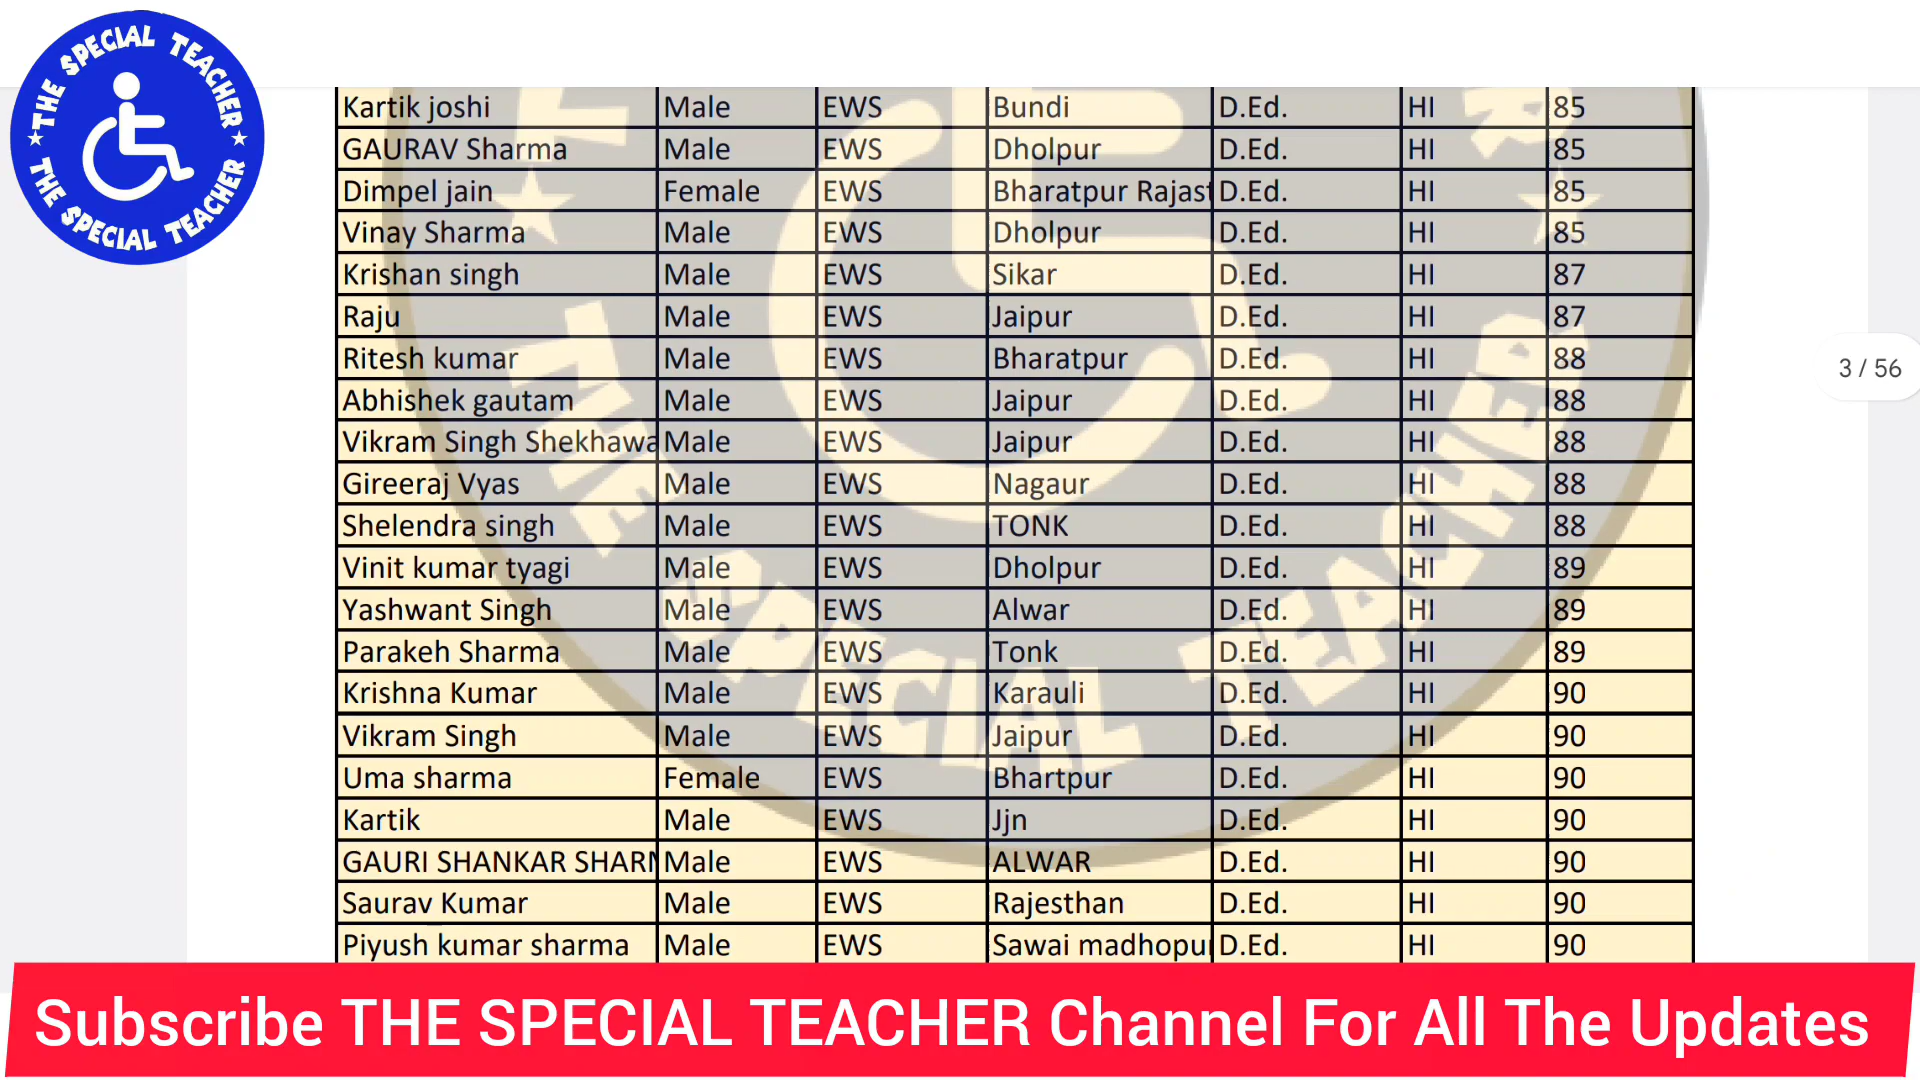 THE SPECIAL TEACHER
THE SPECIAL TEACHER
Kartik joshi Male EWS Bundi D.Ed. HI 85
GAURAV Sharma Male EWS Dholpur D.Ed. HI 85
Dimpel jain Female EWS Bharatpur Rajast D.Ed. HI 85
Vinay Sharma Male EWS Dholpur D.Ed. HI 85
Krishan singh Male EWS Sikar D.Ed. HI 87
Raju Male EWS Jaipur D.Ed. HI 87
Ritesh kumar Male EWS Bharatpur D.Ed. HI 88
3 / 56
Abhishek gautam Male EWS Jaipur D.Ed. HI 88
Vikram Singh Shekhawa Male EWS Jaipur D.Ed. HI 88
Gireeraj Vyas Male EWS Nagaur D.Ed. HI 88
Shelendra singh Male EWS TONK D.Ed. HI 88
Vinit kumar tyagi Male EWS Dholpur D.Ed. HI 89
Yashwant Singh Male EWS Alwar D.Ed. HI 89
Parakeh Sharma Male EWS Tonk D.Ed. HI 89
Krishna Kumar Male EWS Karauli D.Ed. HI 90
Vikram Singh Male EWS Jaipur D.Ed. HI 90
Uma sharma Female EWS Bhartpur D.Ed. HI 90
Kartik Male EWS Jjn D.Ed. HI 90
GAURI SHANKAR SHARM Male EWS ALWAR D.Ed. HI 90
Saurav Kumar Male EWS Rajesthan D.Ed. HI 90
Piyush kumar sharma Male EWS Sawai madhopur D.Ed. HI 90
THE SPECIAL TEACHER
Subscribe THE SPECIAL TEACHER Channel For All The Updates